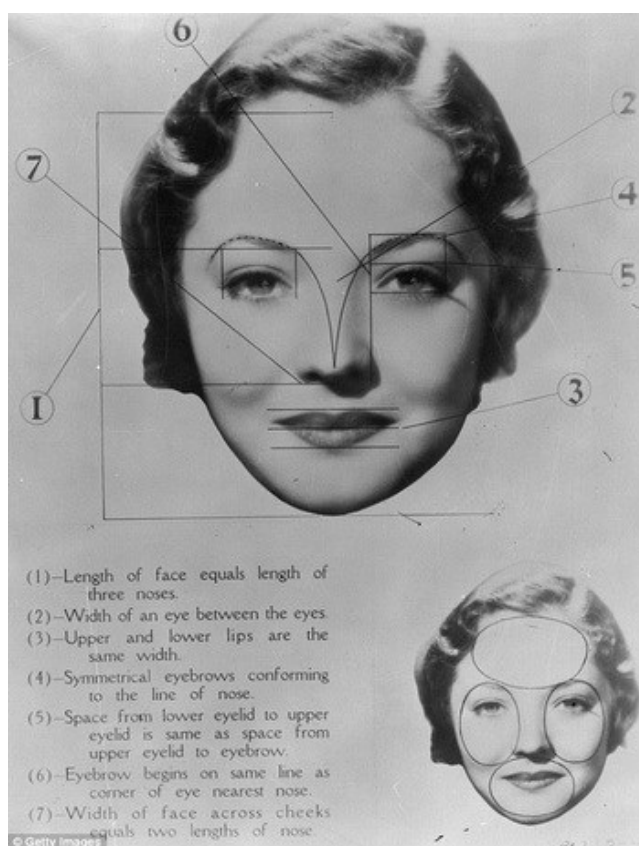 6
2
7
4
5
3
1
(1)–Length of face equals length of
three noses.
(2)–Width of an eye between the eyes.
(3)–Upper and lower lips are the
same width.
(4)–Symmetrical eyebrows conforming
to the line of nose.
(5)–Space from lower eyelid to upper
eyelid is same as space from
upper eyelid to eyebrow.
(6)–Eyebrow begins on same line as
corner of eye nearest nose.
(7)–Width of face across cheeks
equals two lengths of nose.
© Getty Images